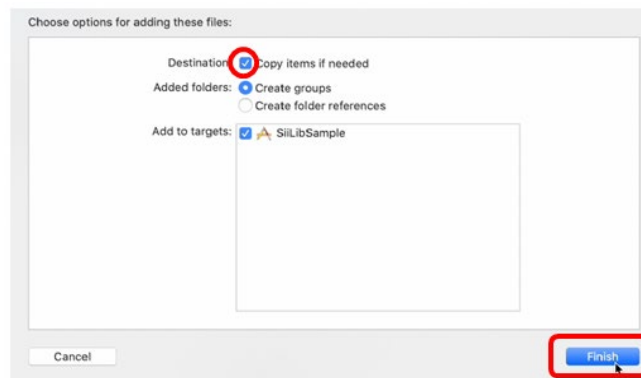 Choose options for adding these files:
Destination: Copy items if needed
Added folders: Create groups
Create folder references
Add to targets: SiiLibSample
Cancel
Finish